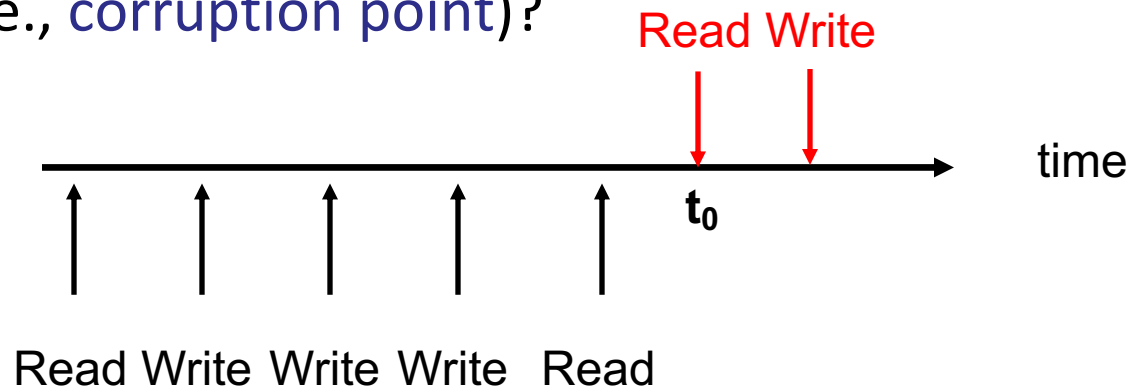 e., corruption point)?
Read Write
time
t₀
Read Write Write Write Read